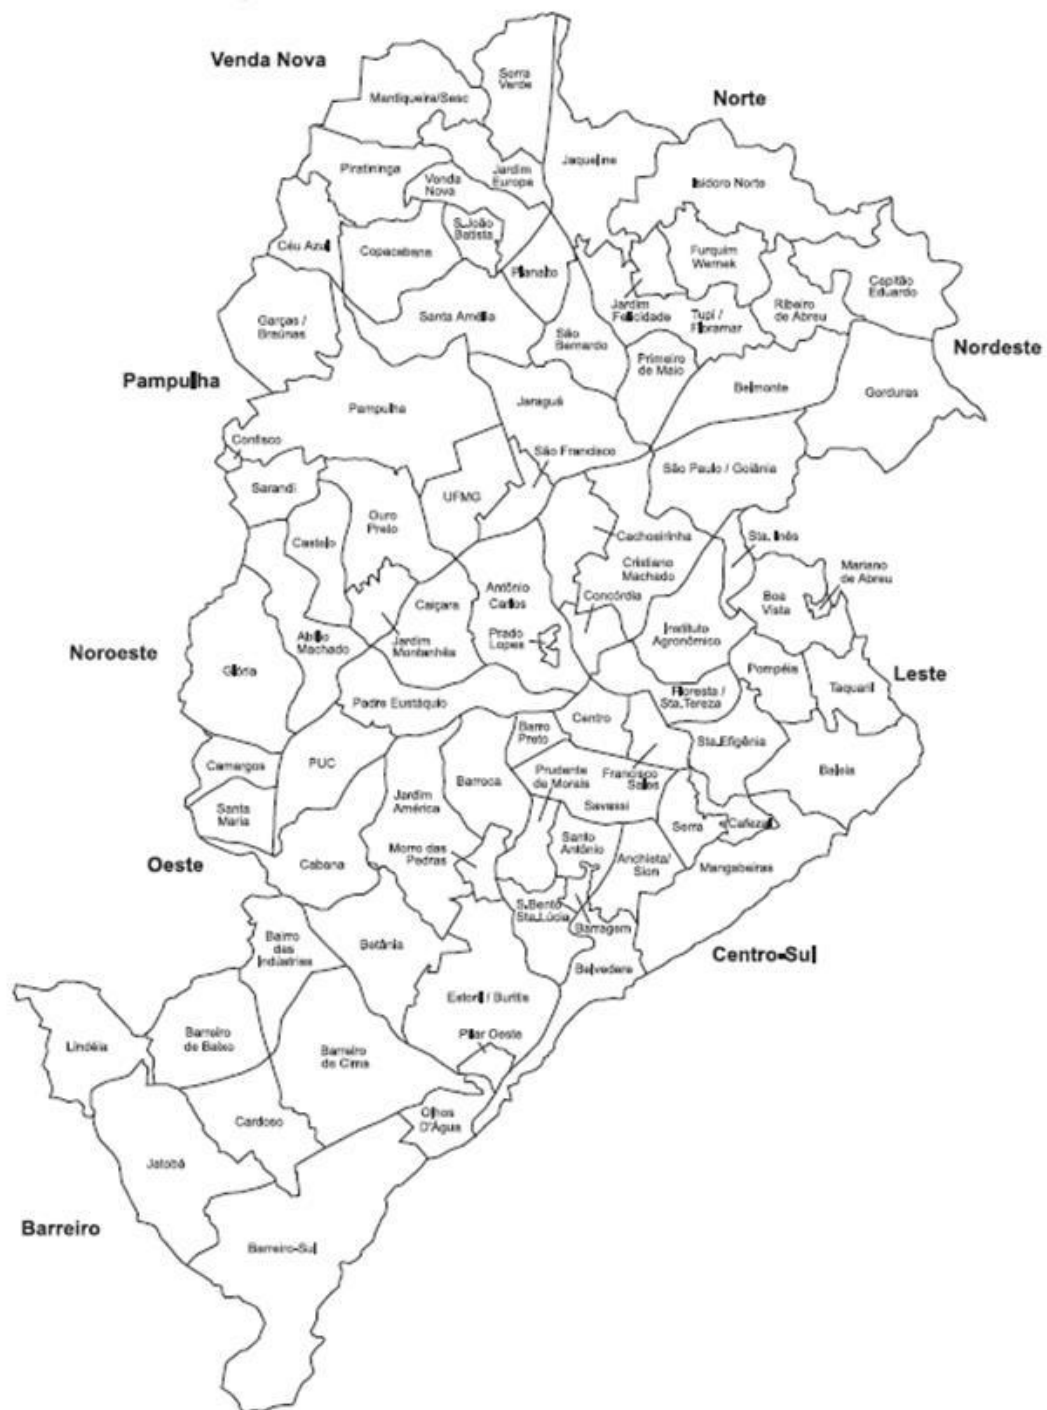 Venda Nova
Serra
Verde
Mantiqueira/Sesc
Norte
Jaqueline
Piratininga
Jardim
Europa
Venda
Nova
Isidoro Norte
S.João
Batista
Céu Azul
Copacabana
Furquim
Wernek
Planalto
Capitão
Eduardo
Jardim
Felicidade
Tupi /
Floramar
Ribeiro
de Abreu
Garças /
Braúnas
Santa Amélia
São
Bernardo
Nordeste
Primeiro
de Maio
Pampulha
Belmonte
Gorduras
Pampulha
Jaraguá
Confisco
São Francisco
São Paulo / Goiânia
Sarandi
UFMG
Ouro
Preto
Castelo
Cachoeirinha
Sta. Inês
Cristiano
Machado
Mariano
de Abreu
Antônio
Carlos
Concórdia
Boa
Vista
Caiçara
Abílio
Machado
Jardim
Montanhês
Prado
Lopes
Instituto
Agronômico
Noroeste
Glória
Pompéia
Leste
Taquaril
Padre Eustáquio
Floresta /
Sta.Tereza
Centro
Barro
Preto
Sta.Efigênia
Camargos
PUC
Barroca
Prudente
de Morais
Francisco
Sales
Baleia
Jardim
América
Savassi
Santa
Maria
Serra
Cafezal
Morro das
Pedras
Santo
Antônio
Anchieta/
Sion
Oeste
Cabana
Mangabeiras
S.Bento
Sta.Lúcia
Barragem
Bairro
das
Indústrias
Betânia
Centro-Sul
Belvedere
Estoril / Buritis
Lindéia
Barreiro
de Baixo
Pilar Oeste
Barreiro
de Cima
Cardoso
Olhos
D'Água
Jatobá
Barreiro
Barreiro-Sul